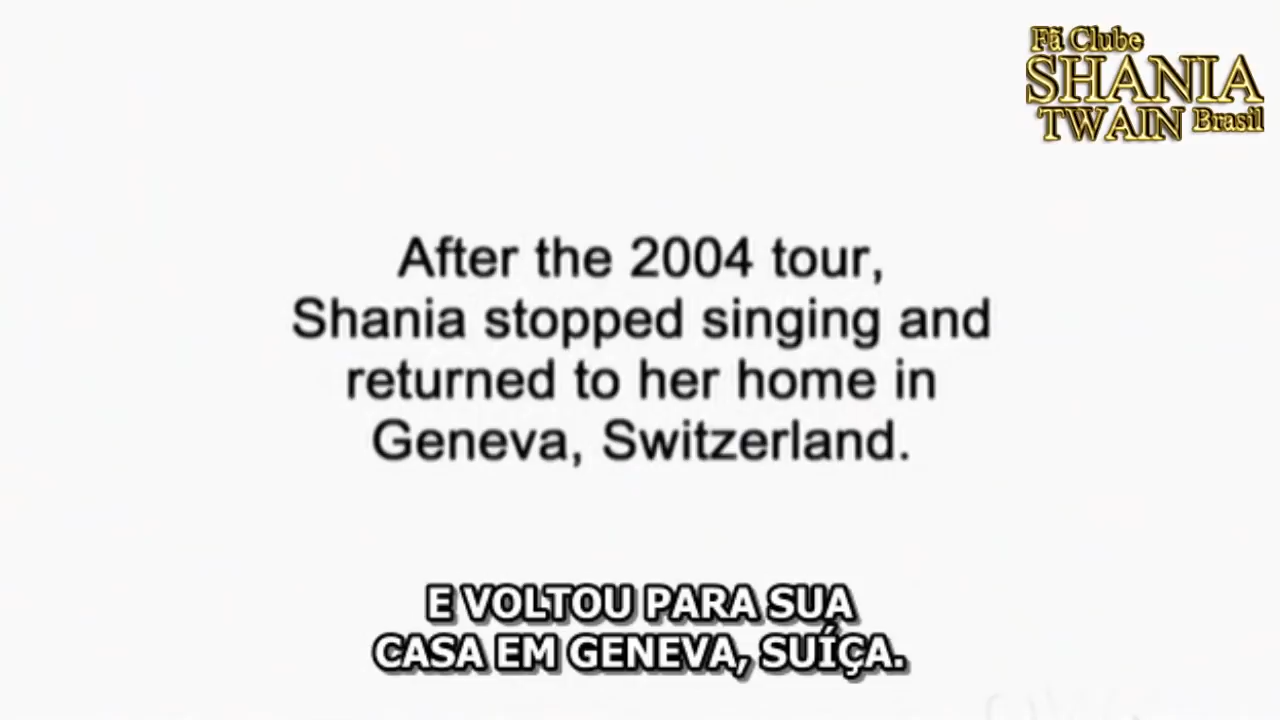 Fã Clube
SHANIA
TWAIN Brasil
After the 2004 tour,
Shania stopped singing and
returned to her home in
Geneva, Switzerland.
E VOLTOU PARA SUA
CASA EM GENEVA, SUÍÇA.